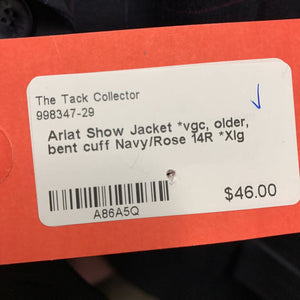 The Tack Collector
998347-29
Ariat Show Jacket *vgc, older,
bent cuff Navy/Rose 14R *Xlg
$46.00
A86A5Q